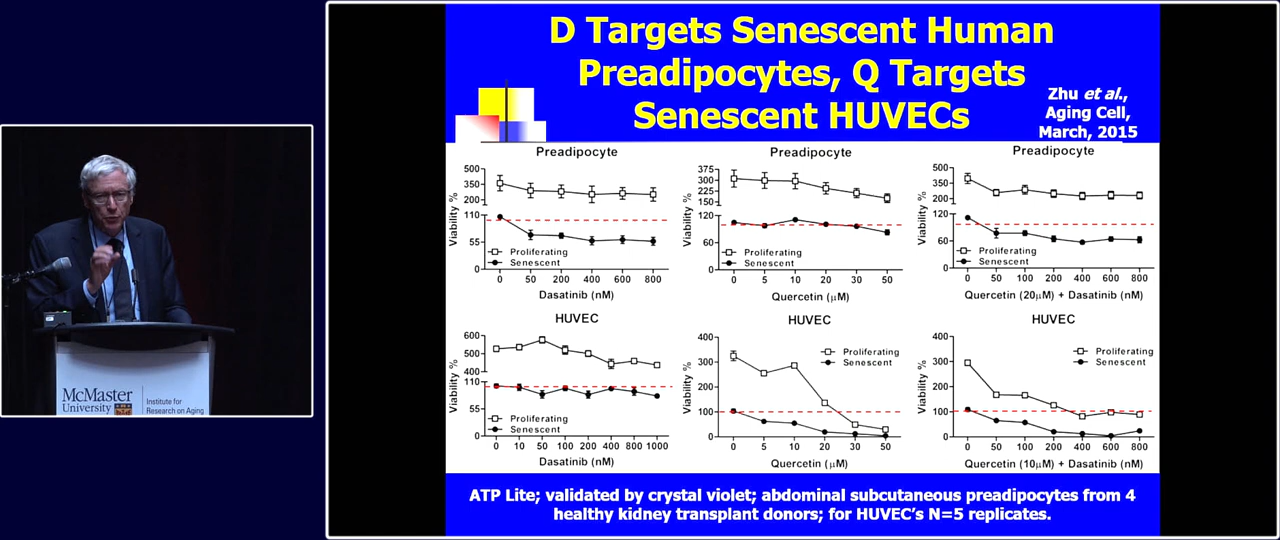 D Targets Senescent Human
Preadipocytes, Q Targets
Senescent HUVECs
Zhu et al.,
Aging Cell,
March, 2015
Preadipocyte
500
350
200
110
55
0
Viability %
Proliferating
Senescent
0 50 200 400 600 800
Dasatinib (nM)
Preadipocyte
375
300
225
150
120
60
0
Viability %
Proliferating
Senescent
0 5 10 20 30 50
Quercetin (μM)
Preadipocyte
500
350
200
120
60
0
Viability %
Proliferating
Senescent
0 50 100 200 400 600 800
Quercetin (20μM) + Dasatinib (nM)
HUVEC
600
500
400
110
55
0
Viability %
Proliferating
Senescent
0 10 50 100 200 400 800 1000
Dasatinib (nM)
HUVEC
400
300
200
100
0
Viability %
Proliferating
Senescent
0 5 10 20 30 50
Quercetin (μM)
HUVEC
400
300
200
100
0
Viability %
Proliferating
Senescent
0 50 100 200 400 600 800
Quercetin (10μM) + Dasatinib (nM)
ATP Lite; validated by crystal violet; abdominal subcutaneous preadipocytes from 4
healthy kidney transplant donors; for HUVEC's N=5 replicates.
McMaster
University
Institute for
Research on Aging